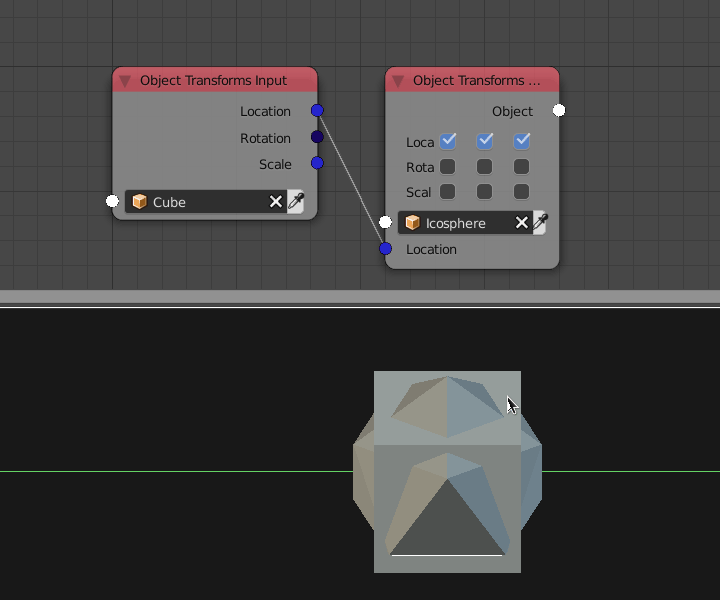 Object Transforms Input
Location
Rotation
Scale
Cube
Object Transforms ...
Object
Loca
Rota
Scal
Icosphere
Location